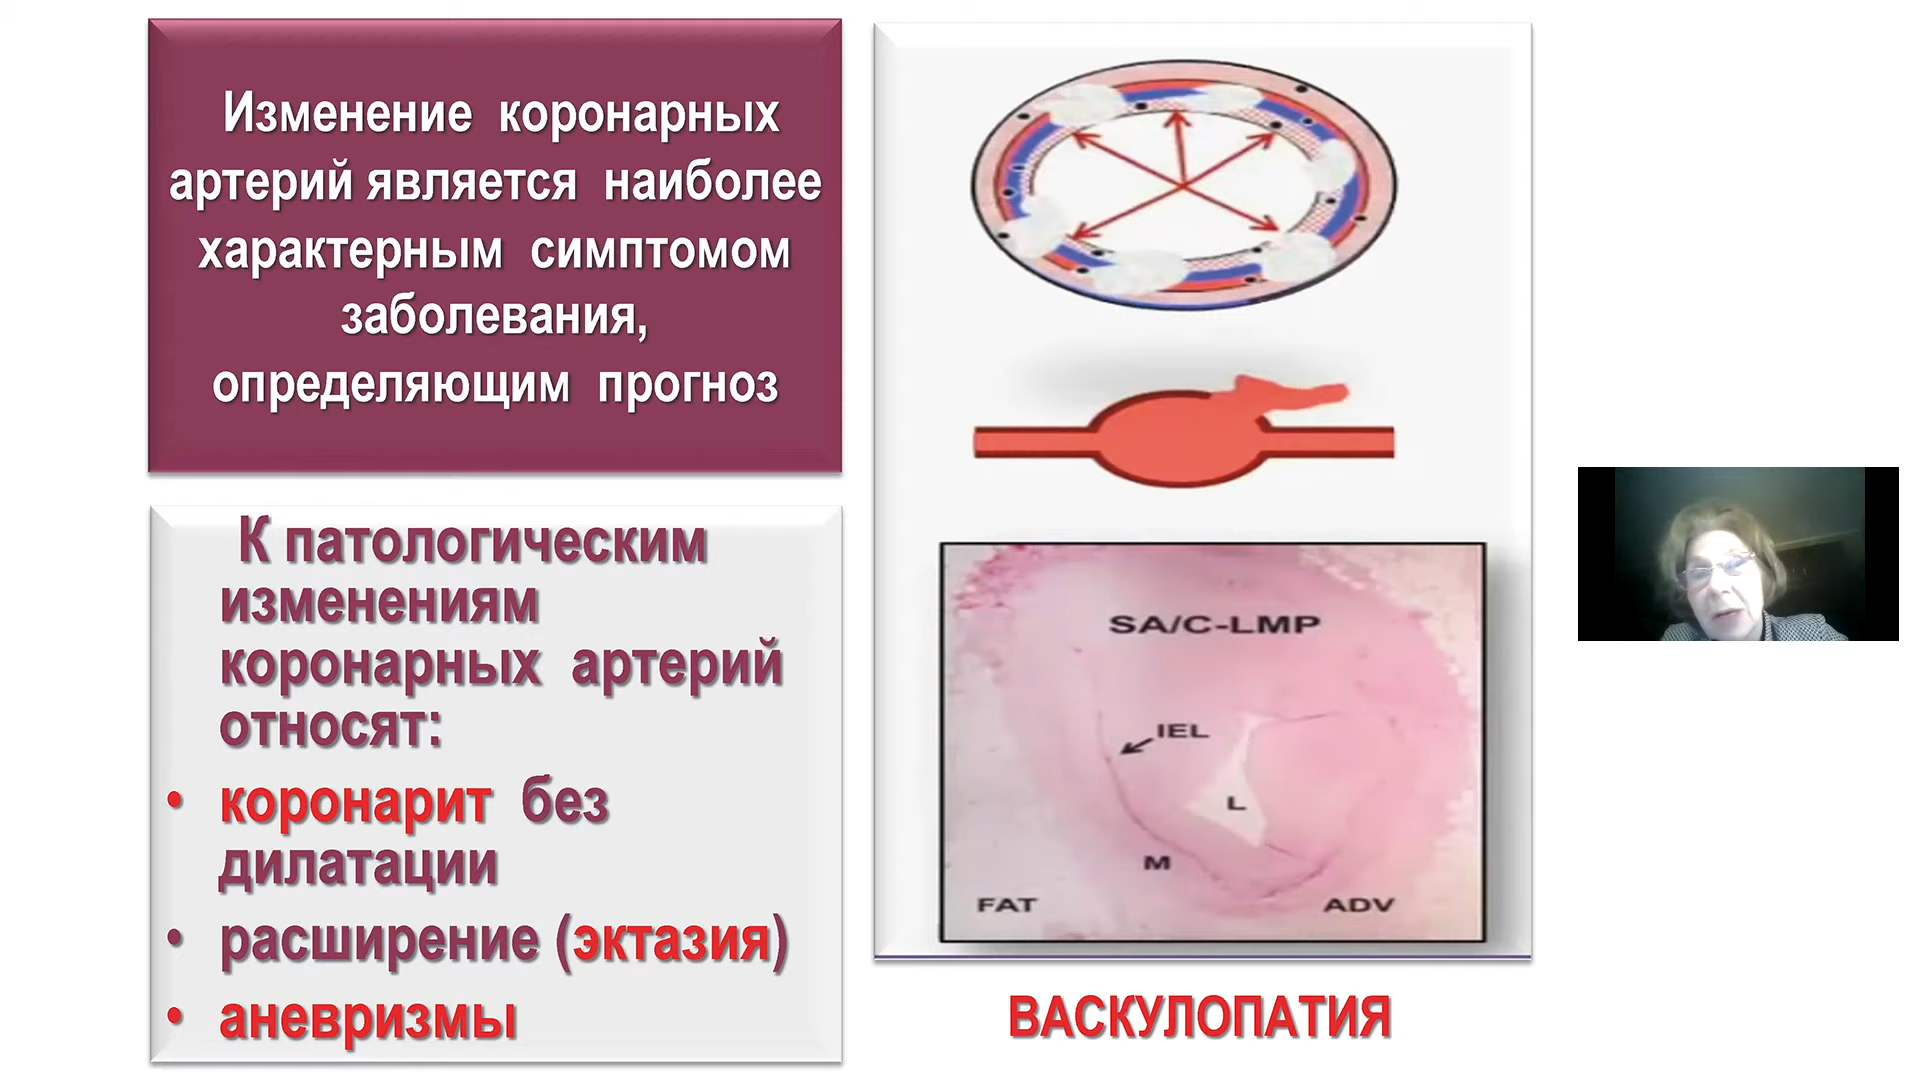 Изменение коронарных
артерий является наиболее
характерным симптомом
заболевания,
определяющим прогноз
К патологическим
изменениям
коронарных артерий
относят:
• коронарит без
дилатации
• расширение (эктазия)
• аневризмы
SA/C-LMP
IEL
L
M
FAT ADV
ВАСКУЛОПАТИЯ